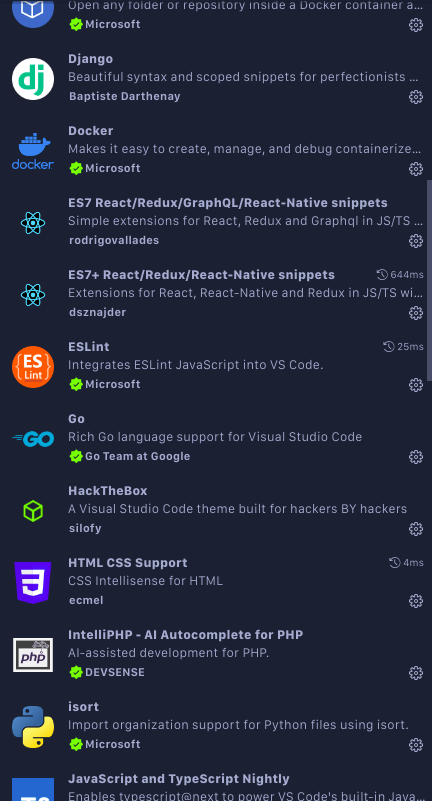 Open any folder or repository inside a Docker container a...
Microsoft
dj
Django
Beautiful syntax and scoped snippets for perfectionists ...
Baptiste Darthenay
docker
Docker
Makes it easy to create, manage, and debug containerize...
Microsoft
ES7 React/Redux/GraphQL/React-Native snippets
Simple extensions for React, Redux and Graphql in JS/TS ...
rodrigovallades
ES7+ React/Redux/React-Native snippets 644ms
Extensions for React, React-Native and Redux in JS/TS wi...
dsznajder
{ES}
Lint
ESLint 25ms
Integrates ESLint JavaScript into VS Code.
Microsoft
GO
Go
Rich Go language support for Visual Studio Code
Go Team at Google
HackTheBox
A Visual Studio Code theme built for hackers BY hackers
silofy
HTML CSS Support 4ms
CSS Intellisense for HTML
ecmel
php
IntelliPHP - AI Autocomplete for PHP
AI-assisted development for PHP.
DEVSENSE
isort
Import organization support for Python files using isort.
Microsoft
TS
JavaScript and TypeScript Nightly
Enables typescript@next to power VS Code's built-in Java...